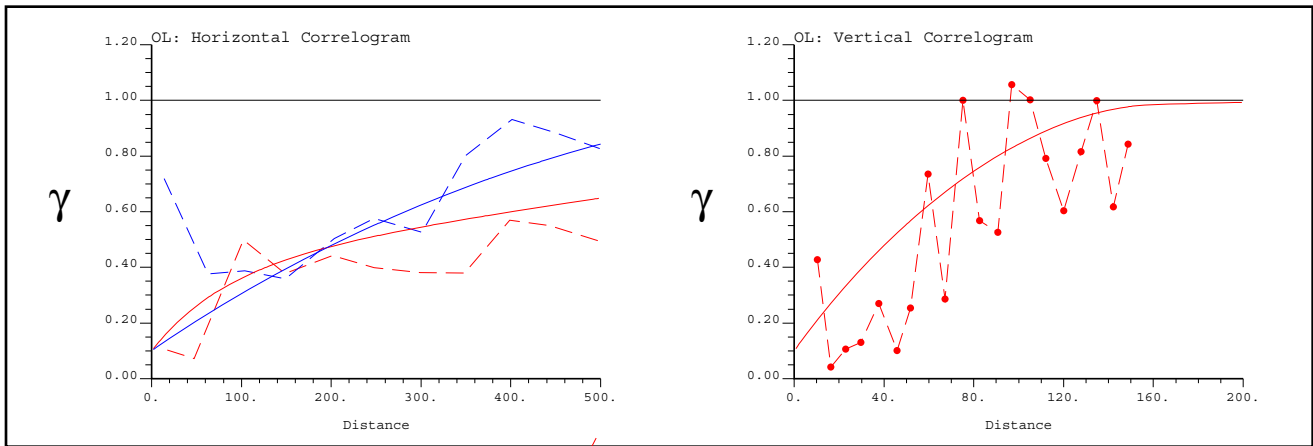 OL: Horizontal Correlogram
γ
1.20
1.00
0.80
0.60
0.40
0.20
0.00
0. 100. 200. 300. 400. 500.
Distance
OL: Vertical Correlogram
γ
1.20
1.00
0.80
0.60
0.40
0.20
0.00
0. 40. 80. 120. 160. 200.
Distance